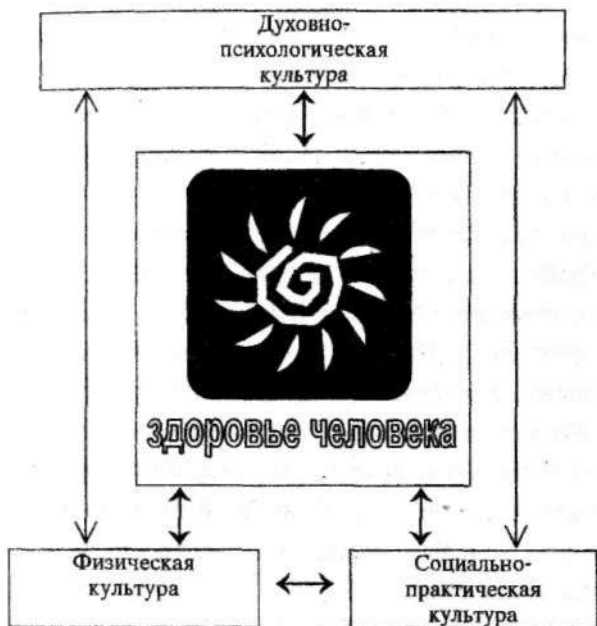 Духовно-
психологическая
культура
здоровье человека
Физическая
культура
Социально-
практическая
культура